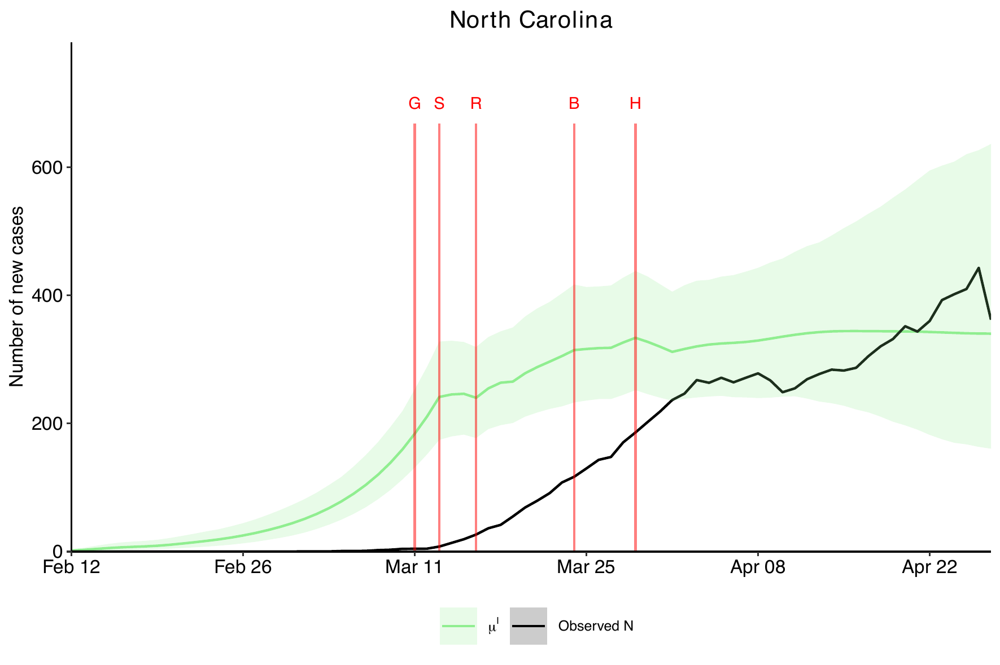 North Carolina
G S R B H
Number of new cases
600
400
200
0
Feb 12 Feb 26 Mar 11 Mar 25 Apr 08 Apr 22
μᴵ Observed N